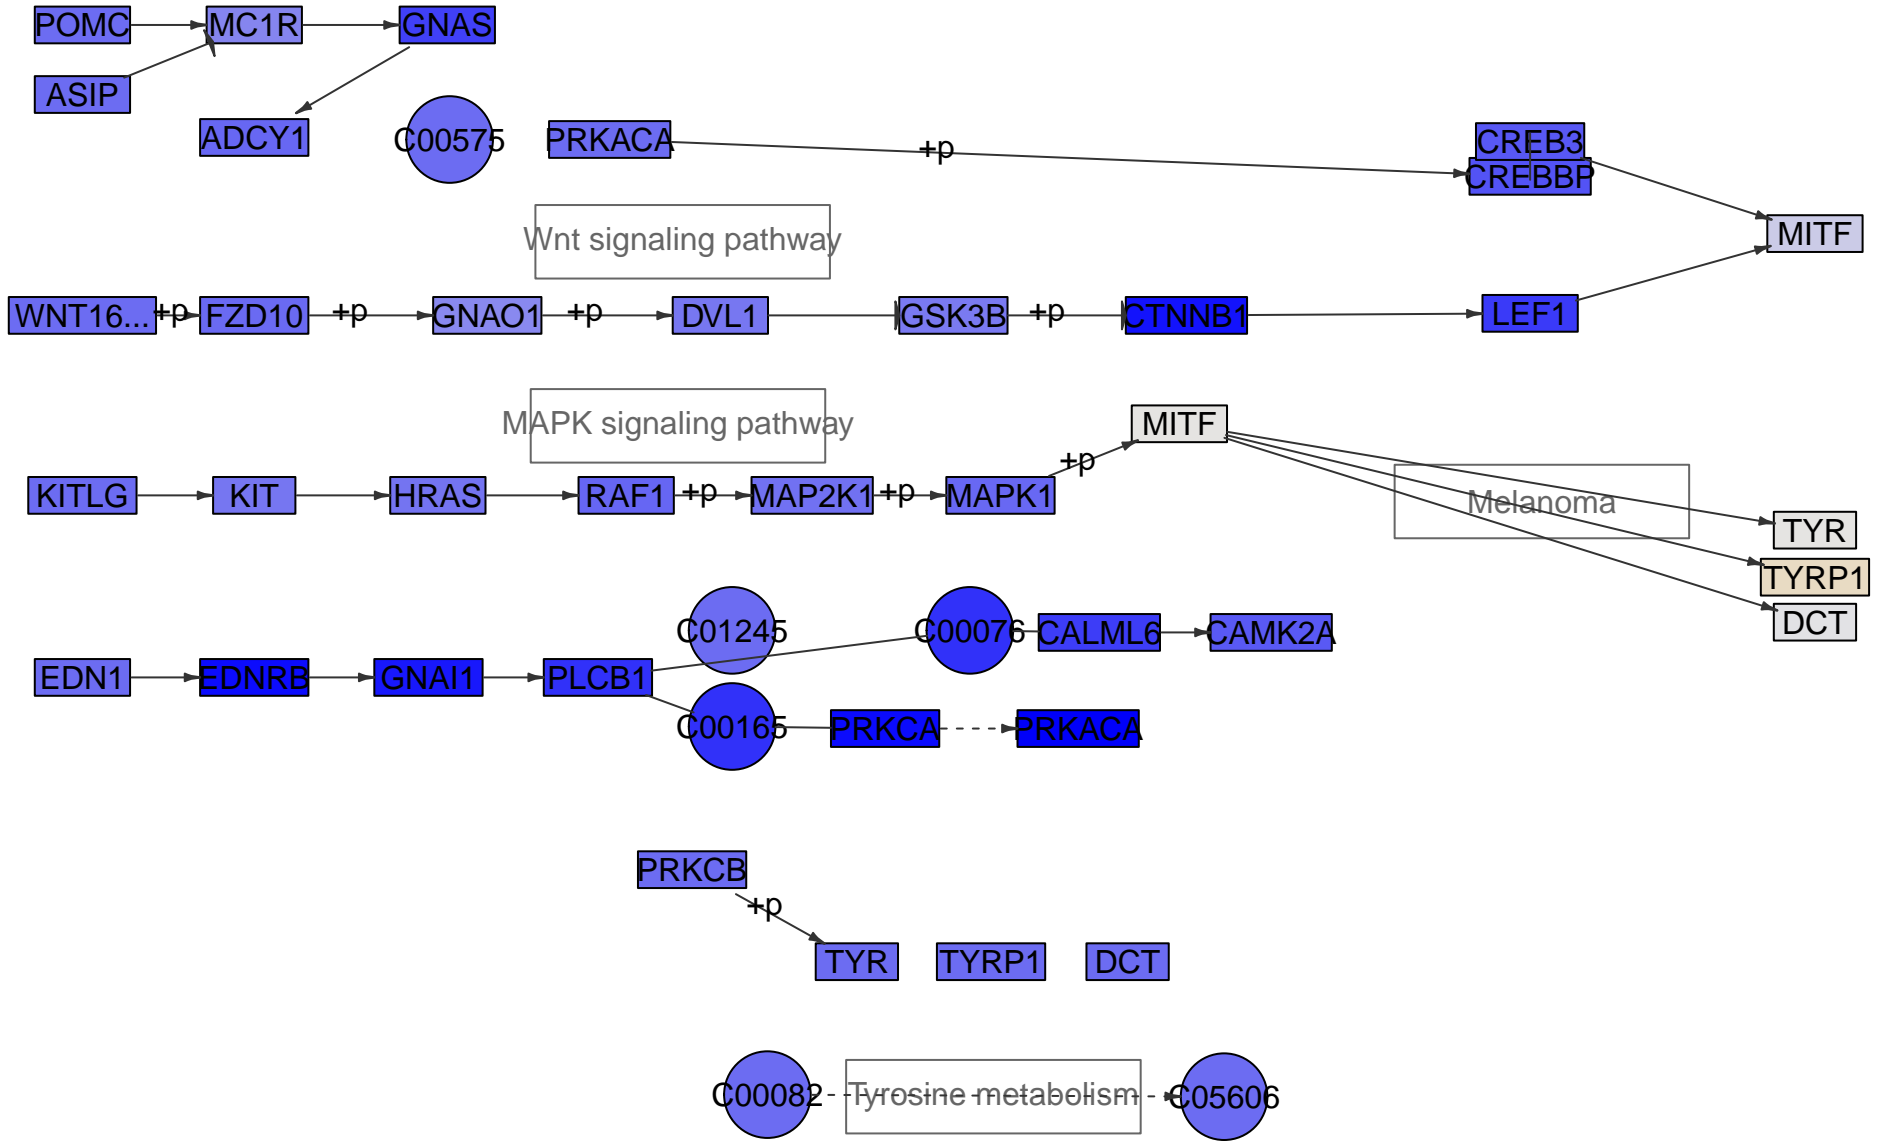 POMC MC1R GNAS
ASIP
ADCY1 C00575 PRKACA +p CREB3
CREBBP
Wnt signaling pathway MITF
WNT16... +p FZD10 +p GNAO1 +p DVL1 GSK3B +p CTNNB1 LEF1
MAPK signaling pathway MITF
+p
KITLG KIT HRAS RAF1 +p MAP2K1 +p MAPK1 Melanoma
TYR
TYRP1
DCT
C01245 C00076 CALML6 CAMK2A
EDN1 EDNRB GNAI1 PLCB1
C00165 PRKCA PRKACA
PRKCB
+p
TYR TYRP1 DCT
C00082 Tyrosine metabolism C05606